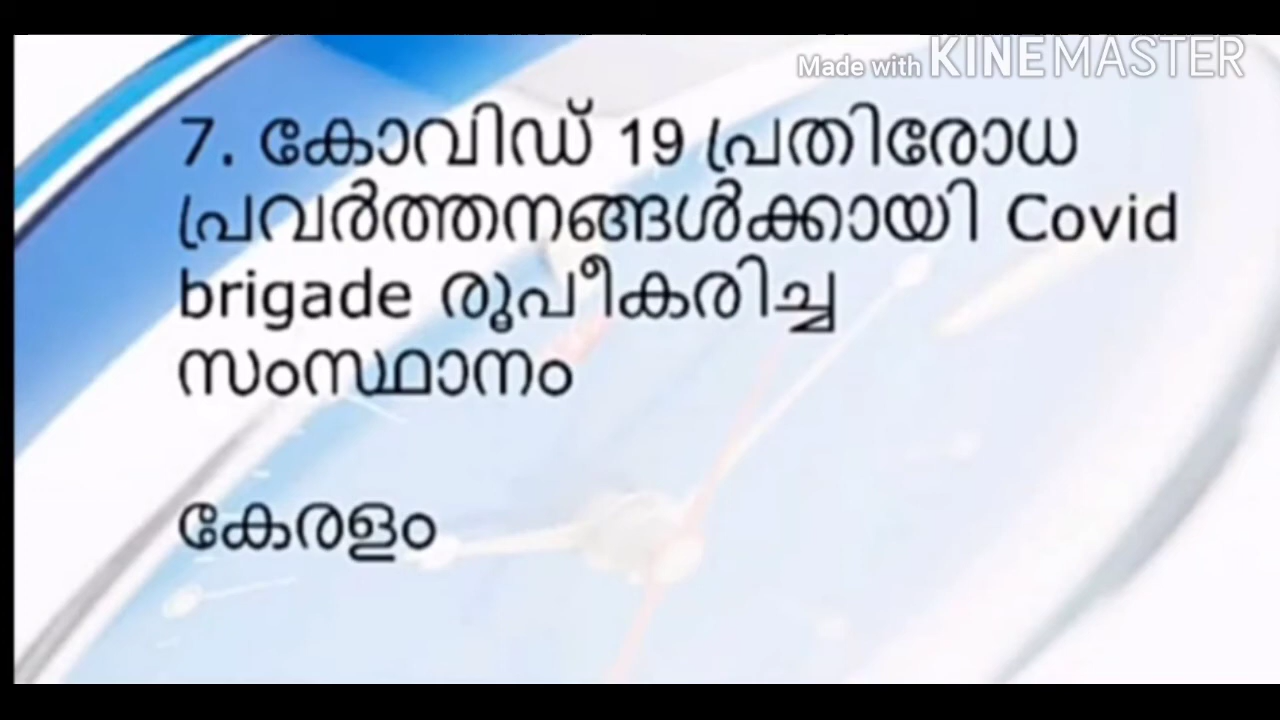 Made with KINEMASTER
7. കോവിഡ് 19 പ്രതിരോധ
പ്രവർത്തനങ്ങൾക്കായി Covid
brigade രൂപീകരിച്ച
സംസ്ഥാനം
കേരളം